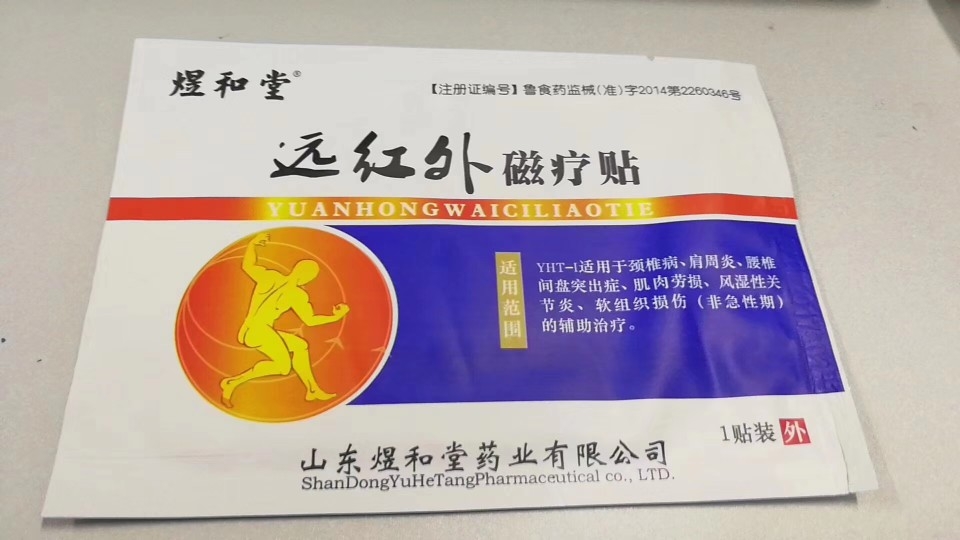 煜和堂®
【注册证编号】鲁食药监械(准)字2014第2260346号
远红外磁疗贴
YUANHONGWAICILIAOTIE
适用范围
YHT-I适用于颈椎病、肩周炎、腰椎
间盘突出症、肌肉劳损、风湿性关
节炎、软组织损伤（非急性期）
的辅助治疗。
1贴装 外
山东煜和堂药业有限公司
ShanDongYuHeTangPharmaceutical co., LTD.